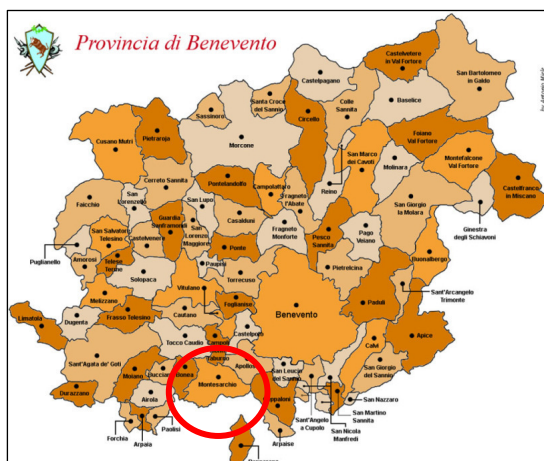 Provincia di Benevento
Castelvetere
in Val Fortore
San Bartolomeo
in Galdo
Castelpagano
Santa Croce
del Sannio
Colle
Sannita
Baselice
Sassinoro
Circello
Foiano
Val Fortore
Cusano Mutri
Pietraroja
Morcone
San Marco
dei Cavoti
Montefalcone
Val Fortore
Molinara
Reino
Castelfranco
in Miscano
Cerreto Sannita
Pontelandolfo
Campolattaro
Fragneto
l'Abate
San
Lorenzello
San Lupo
San Giorgio
la Molara
Faicchio
Guardia
Sanframondi
Casalduni
Ginestra
degli Schiavoni
San Salvatore
Telesino
Castelvenere
San
Lorenzo
Maggiore
Fragneto
Monforte
Pago
Veiano
Pesco
Sannita
Puglianello
Amorosi
Telese
Terme
Ponte
Paupisi
Pietrelcina
Buonalbergo
Solopaca
Torrecuso
Sant'Arcangelo
Trimonte
Melizzano
Vitulano
Foglianise
Paduli
Limatola
Dugenta
Frasso Telesino
Cautano
Benevento
Castelpoto
Apice
Tocco Caudio
Campoli
Taburno
Calvi
Sant'Agata de' Goti
Apollosa
San Leucio
del Sannio
San Giorgio
del Sannio
Moiano
Bucciano
Bonea
Montesarchio
Durazzano
Airola
San Nazzaro
Sant'Angelo
a Cupolo
San Martino
Sannita
San Nicola
Manfredi
Forchia
Arpaia
Paolisi
Arpaise